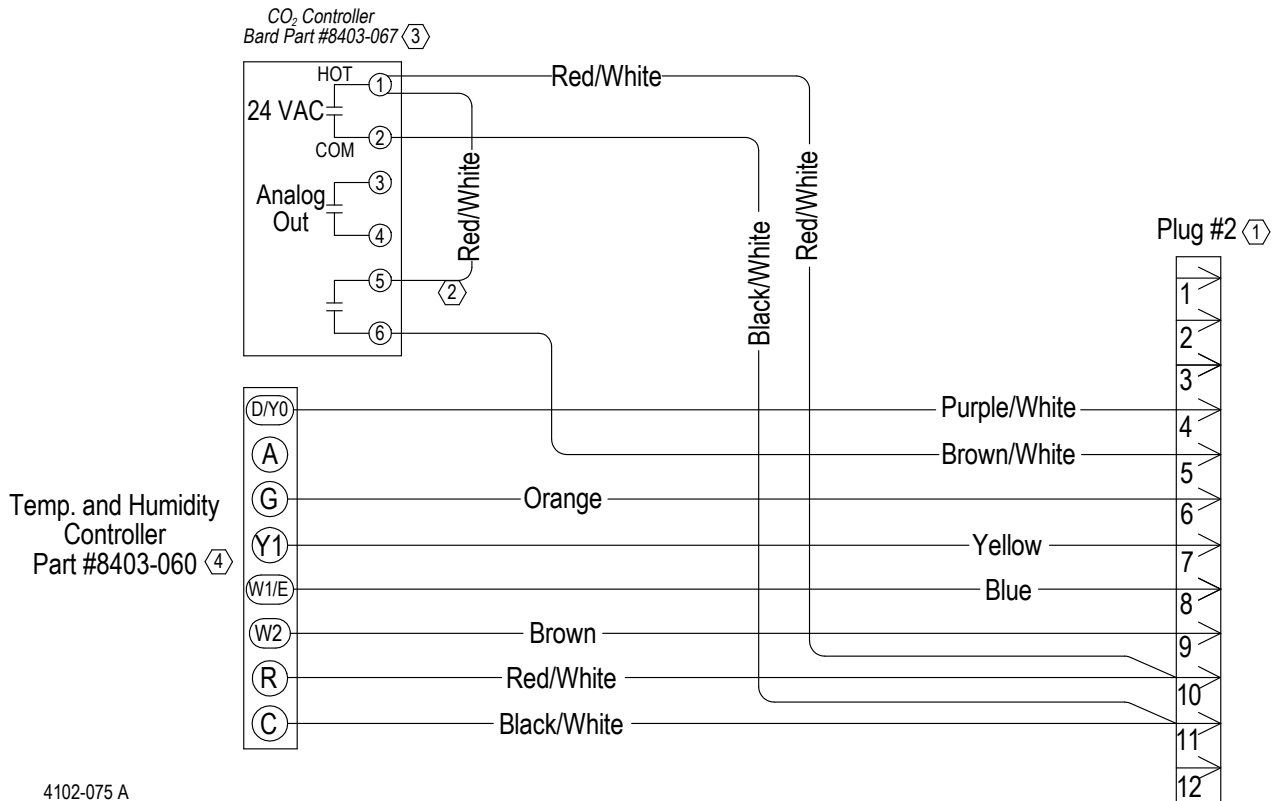 CO₂ Controller
Bard Part #8403-067 3
HOT
1
24 VAC
2
COM
3
Analog
Out
4
5
2
6
Red/White
Red/White
Black/White
Red/White
Plug #2 1
1
2
3
4
5
6
7
8
9
10
11
12
Temp. and Humidity
Controller
Part #8403-060 4
D/Y0
Purple/White
A
Brown/White
G
Orange
Y1
Yellow
W1/E
Blue
W2
Brown
R
Red/White
C
Black/White
4102-075 A